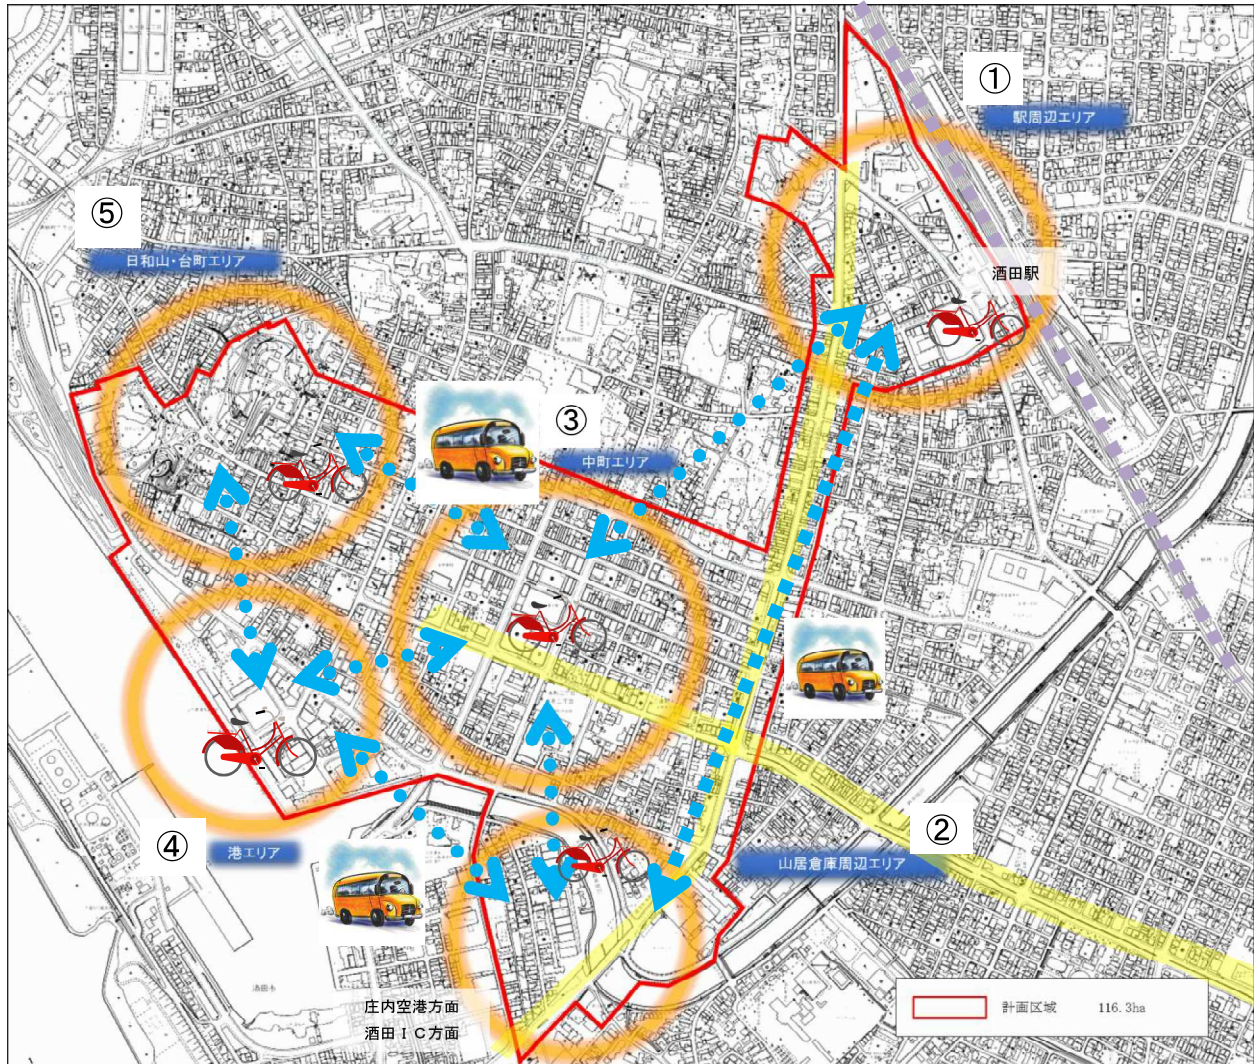 ①
駅周辺エリア
⑤
日和山・台町エリア
酒田駅
③
中町エリア
②
山居倉庫周辺エリア
④
港エリア
庄内空港方面
酒田ＩＣ方面
計画区域 116.3ha